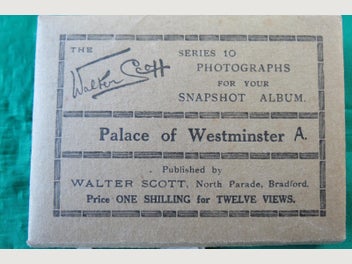 THE
Walter Scott
SERIES 10
PHOTOGRAPHS
FOR YOUR
SNAPSHOT ALBUM.
Palace of Westminster A.
Published by
WALTER SCOTT, North Parade, Bradford.
Price ONE SHILLING for TWELVE VIEWS.